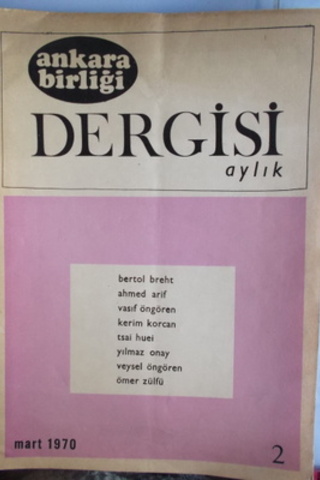 ankara
birliği
DERGİSİ
aylık
bertol breht
ahmed arif
vasıf öngören
kerim korcan
tsai huei
yılmaz onay
veysel öngören
ömer zülfü
mart 1970
2